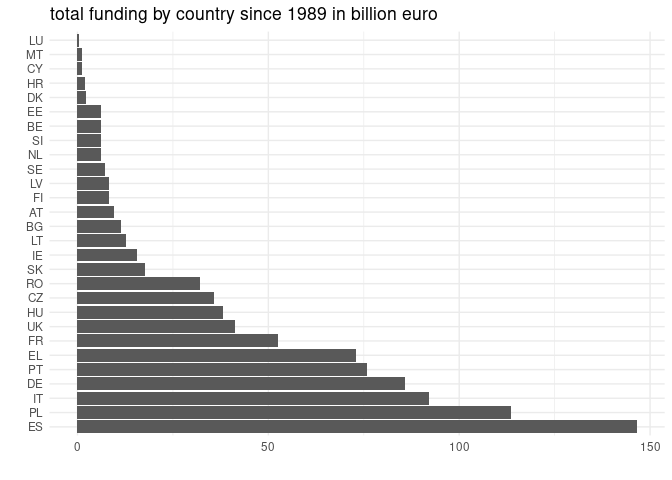 total funding by country since 1989 in billion euro
LU
MT
CY
HR
DK
EE
BE
SI
NL
SE
LV
FI
AT
BG
LT
IE
SK
RO
CZ
HU
UK
FR
EL
PT
DE
IT
PL
ES
0 50 100 150